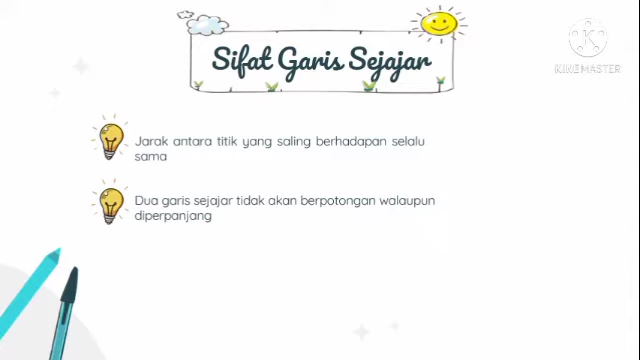 Sifat Garis Sejajar
KINEMASTER
Jarak antara titik yang saling berhadapan selalu
sama
Dua garis sejajar tidak akan berpotongan walaupun
diperpanjang